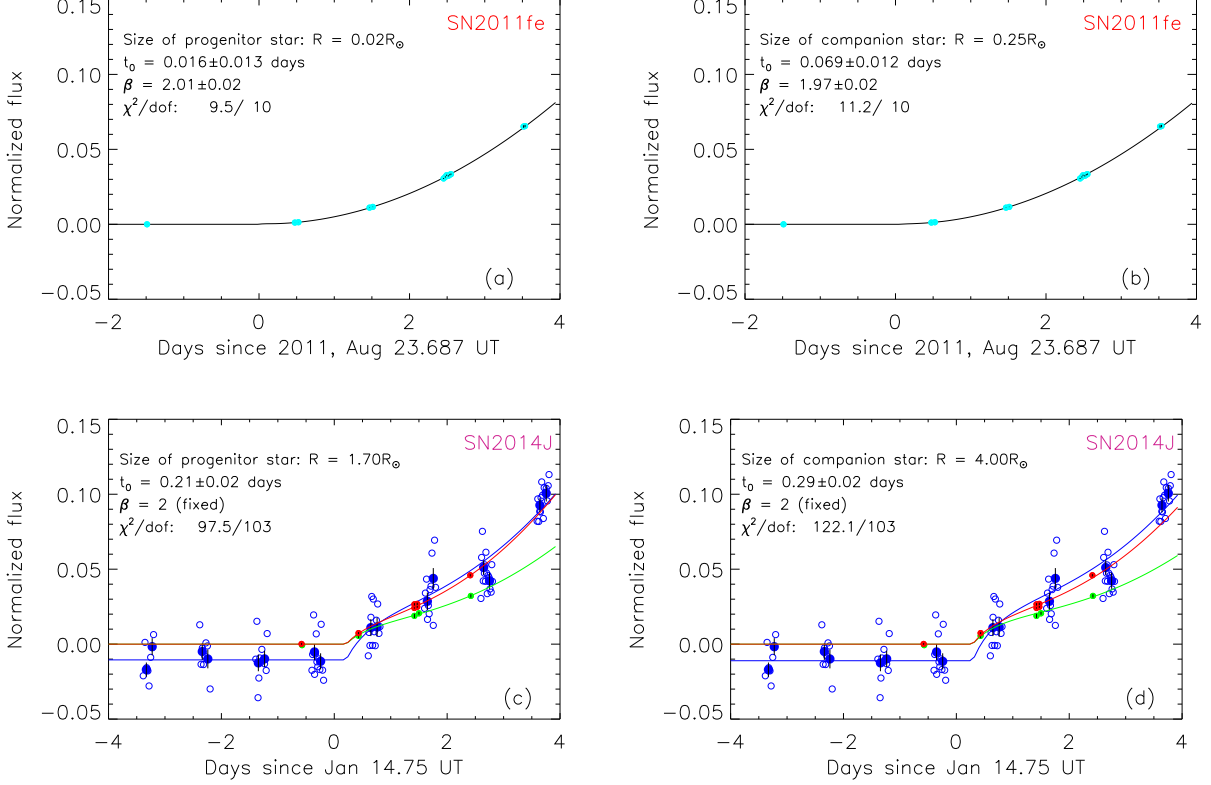 0.15
SN2011fe
Size of progenitor star: R = 0.02R☉
t₀ = 0.016±0.013 days
β = 2.01±0.02
χ²/dof: 9.5/ 10
0.10
0.05
0.00
−0.05
Normalized flux
(a)
−2 0 2 4
Days since 2011, Aug 23.687 UT
0.15
SN2011fe
Size of companion star: R = 0.25R☉
t₀ = 0.069±0.012 days
β = 1.97±0.02
χ²/dof: 11.2/ 10
0.10
0.05
0.00
−0.05
Normalized flux
(b)
−2 0 2 4
Days since 2011, Aug 23.687 UT
0.15
SN2014J
Size of progenitor star: R = 1.70R☉
t₀ = 0.21±0.02 days
β = 2 (fixed)
χ²/dof: 97.5/103
0.10
0.05
0.00
−0.05
Normalized flux
(c)
−4 −2 0 2 4
Days since Jan 14.75 UT
0.15
SN2014J
Size of companion star: R = 4.00R☉
t₀ = 0.29±0.02 days
β = 2 (fixed)
χ²/dof: 122.1/103
0.10
0.05
0.00
−0.05
Normalized flux
(d)
−4 −2 0 2 4
Days since Jan 14.75 UT